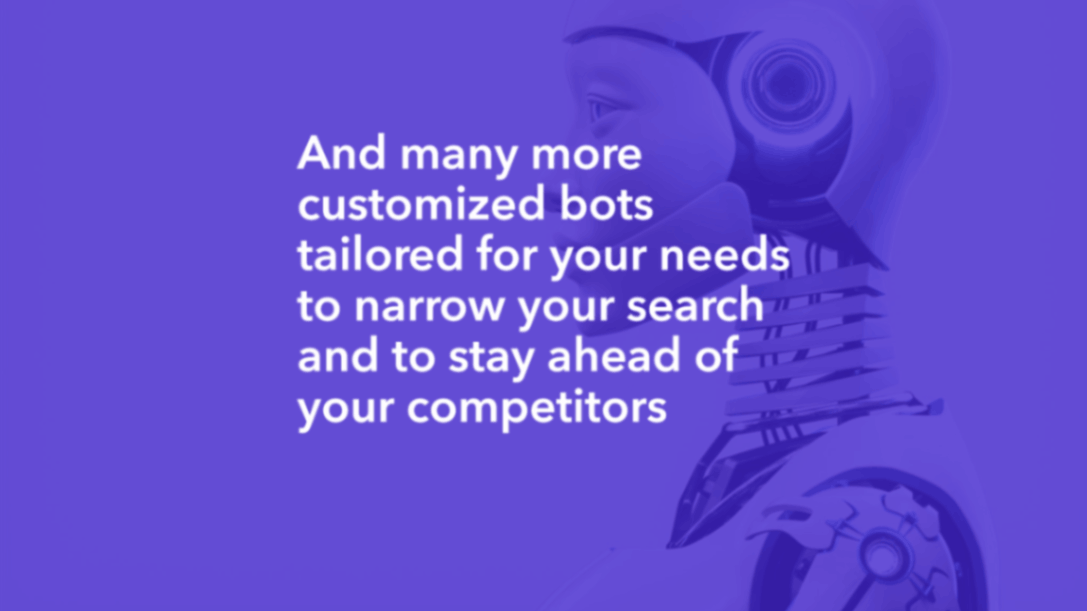 And many more
customized bots
tailored for your needs
to narrow your search
and to stay ahead of
your competitors